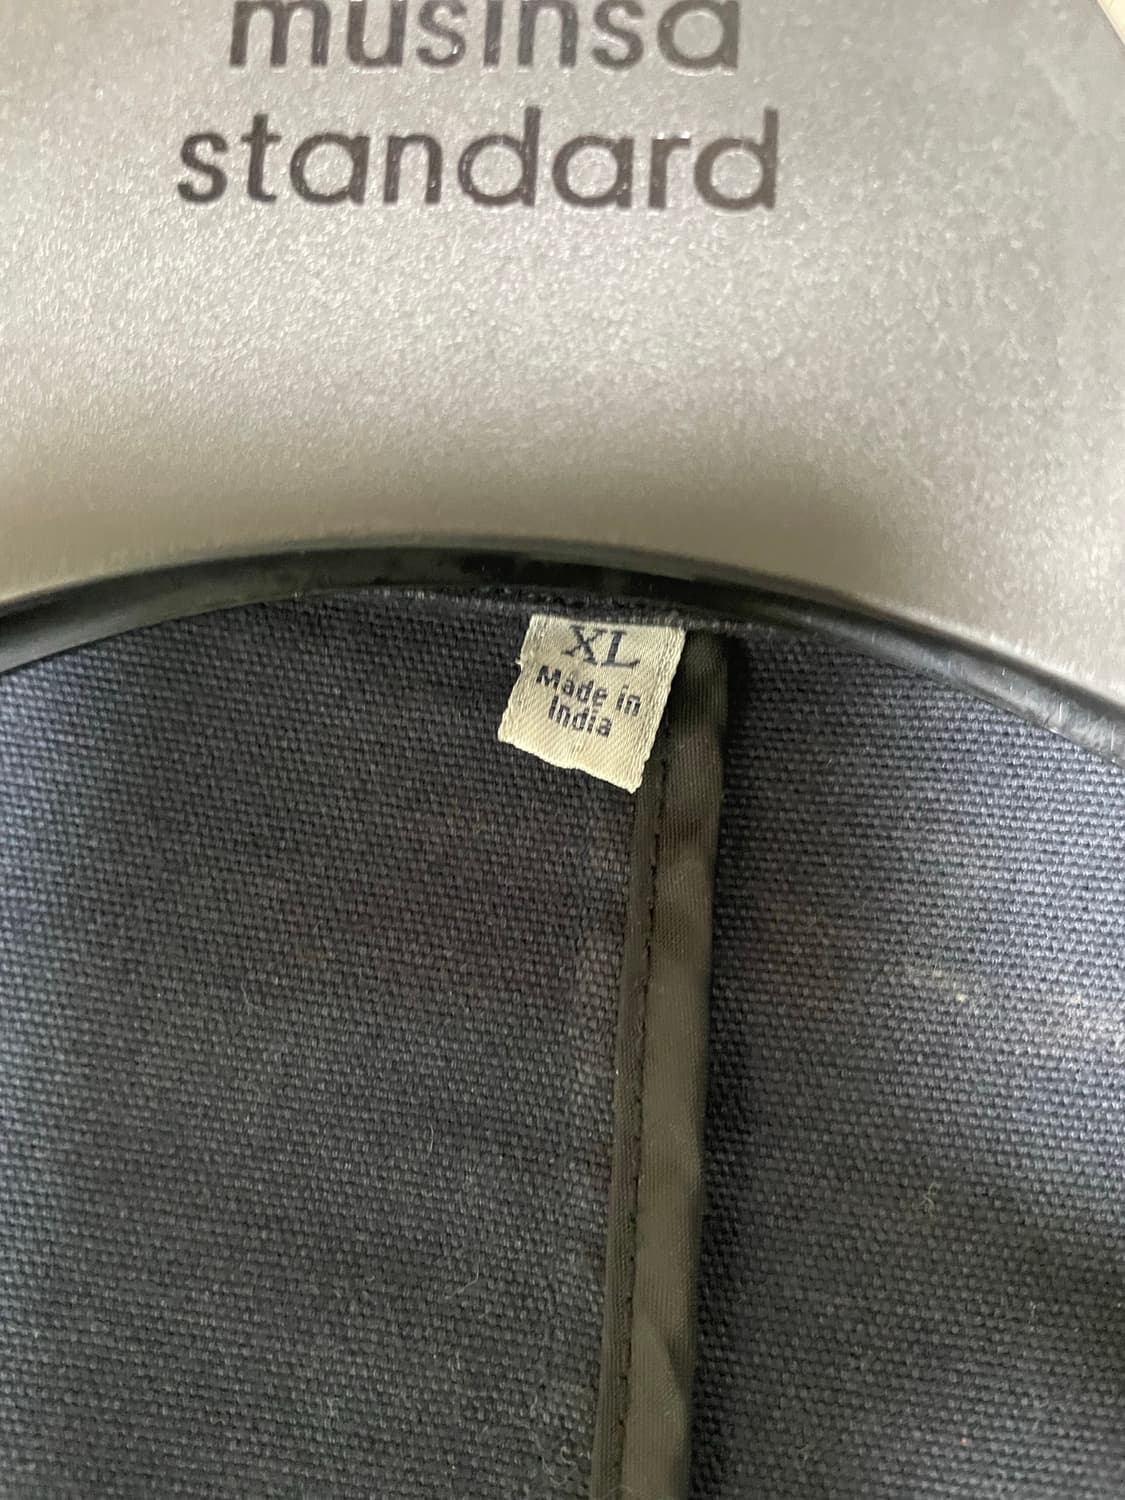 musinsa
standard
XL
Made in
India